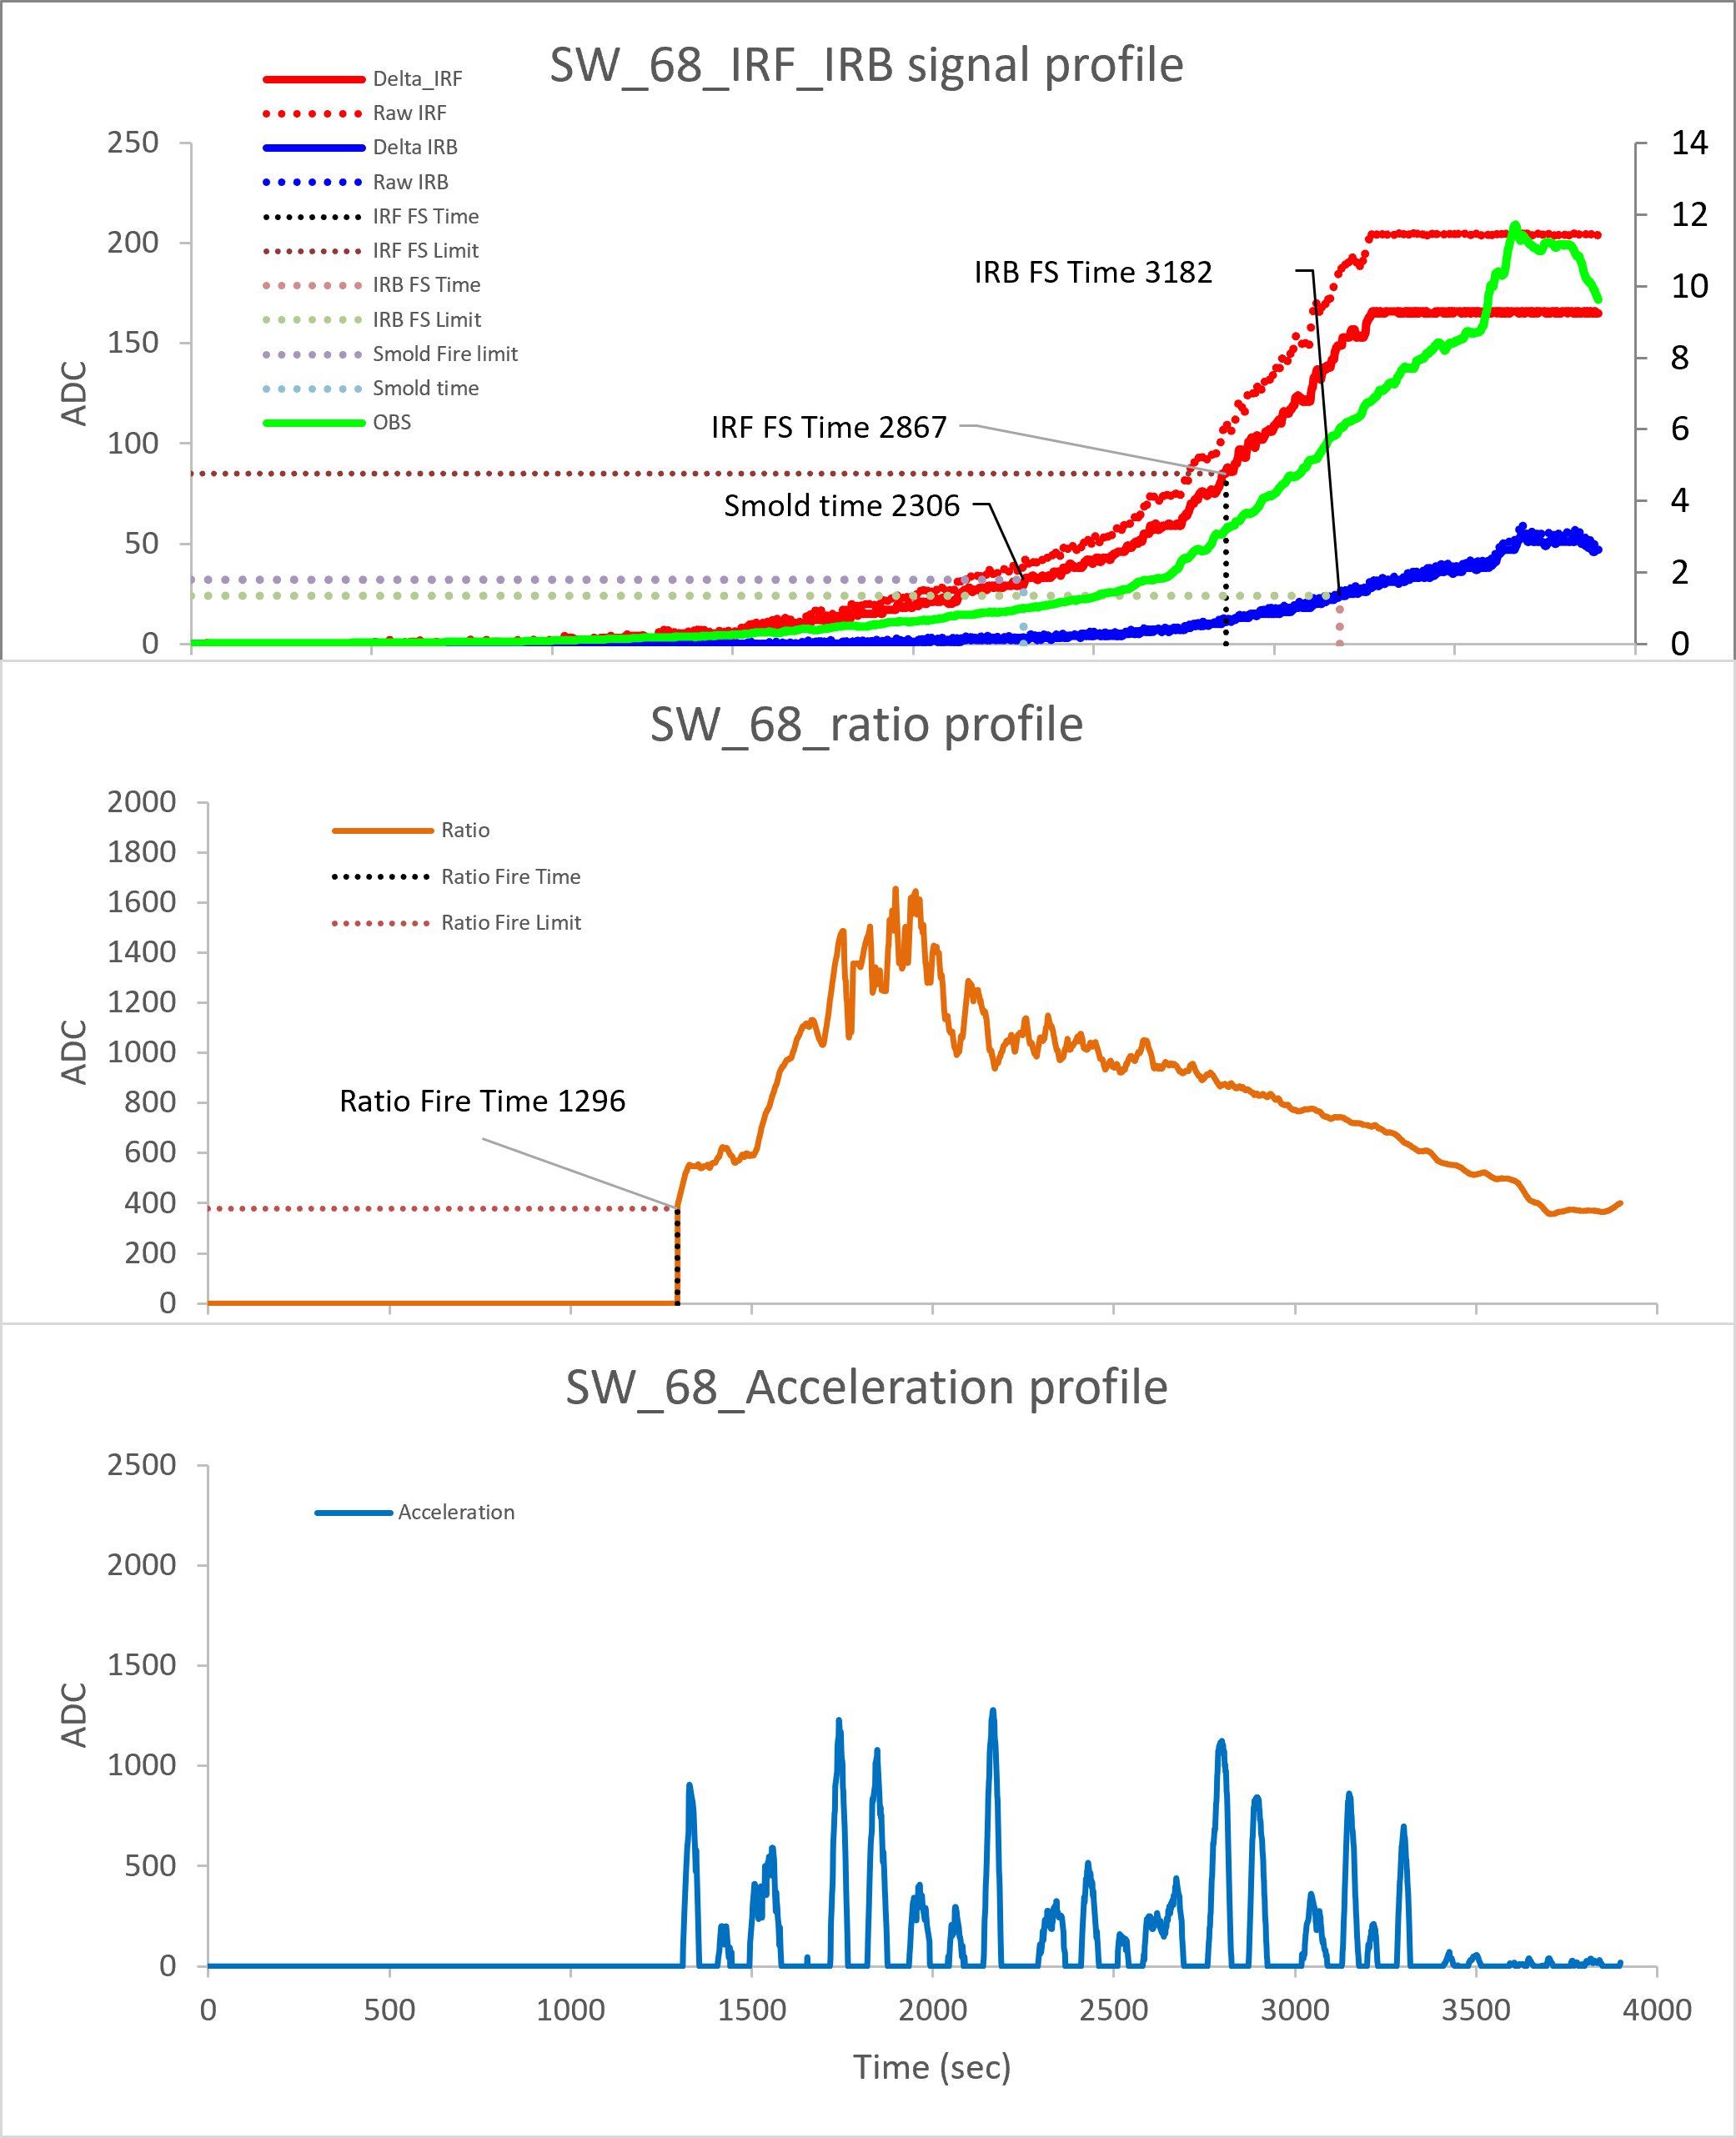 SW_68_IRF_IRB signal profile
Delta_IRF
Raw IRF
Delta IRB
Raw IRB
IRF FS Time
IRF FS Limit
IRB FS Time
IRB FS Limit
Smold Fire limit
Smold time
OBS
ADC
250
200
150
100
50
0
14
12
10
8
6
4
2
0
IRB FS Time 3182
IRF FS Time 2867
Smold time 2306
SW_68_ratio profile
ADC
2000
1800
1600
1400
1200
1000
800
600
400
200
0
Ratio
Ratio Fire Time
Ratio Fire Limit
Ratio Fire Time 1296
SW_68_Acceleration profile
ADC
2500
2000
1500
1000
500
0
Acceleration
0 500 1000 1500 2000 2500 3000 3500 4000
Time (sec)